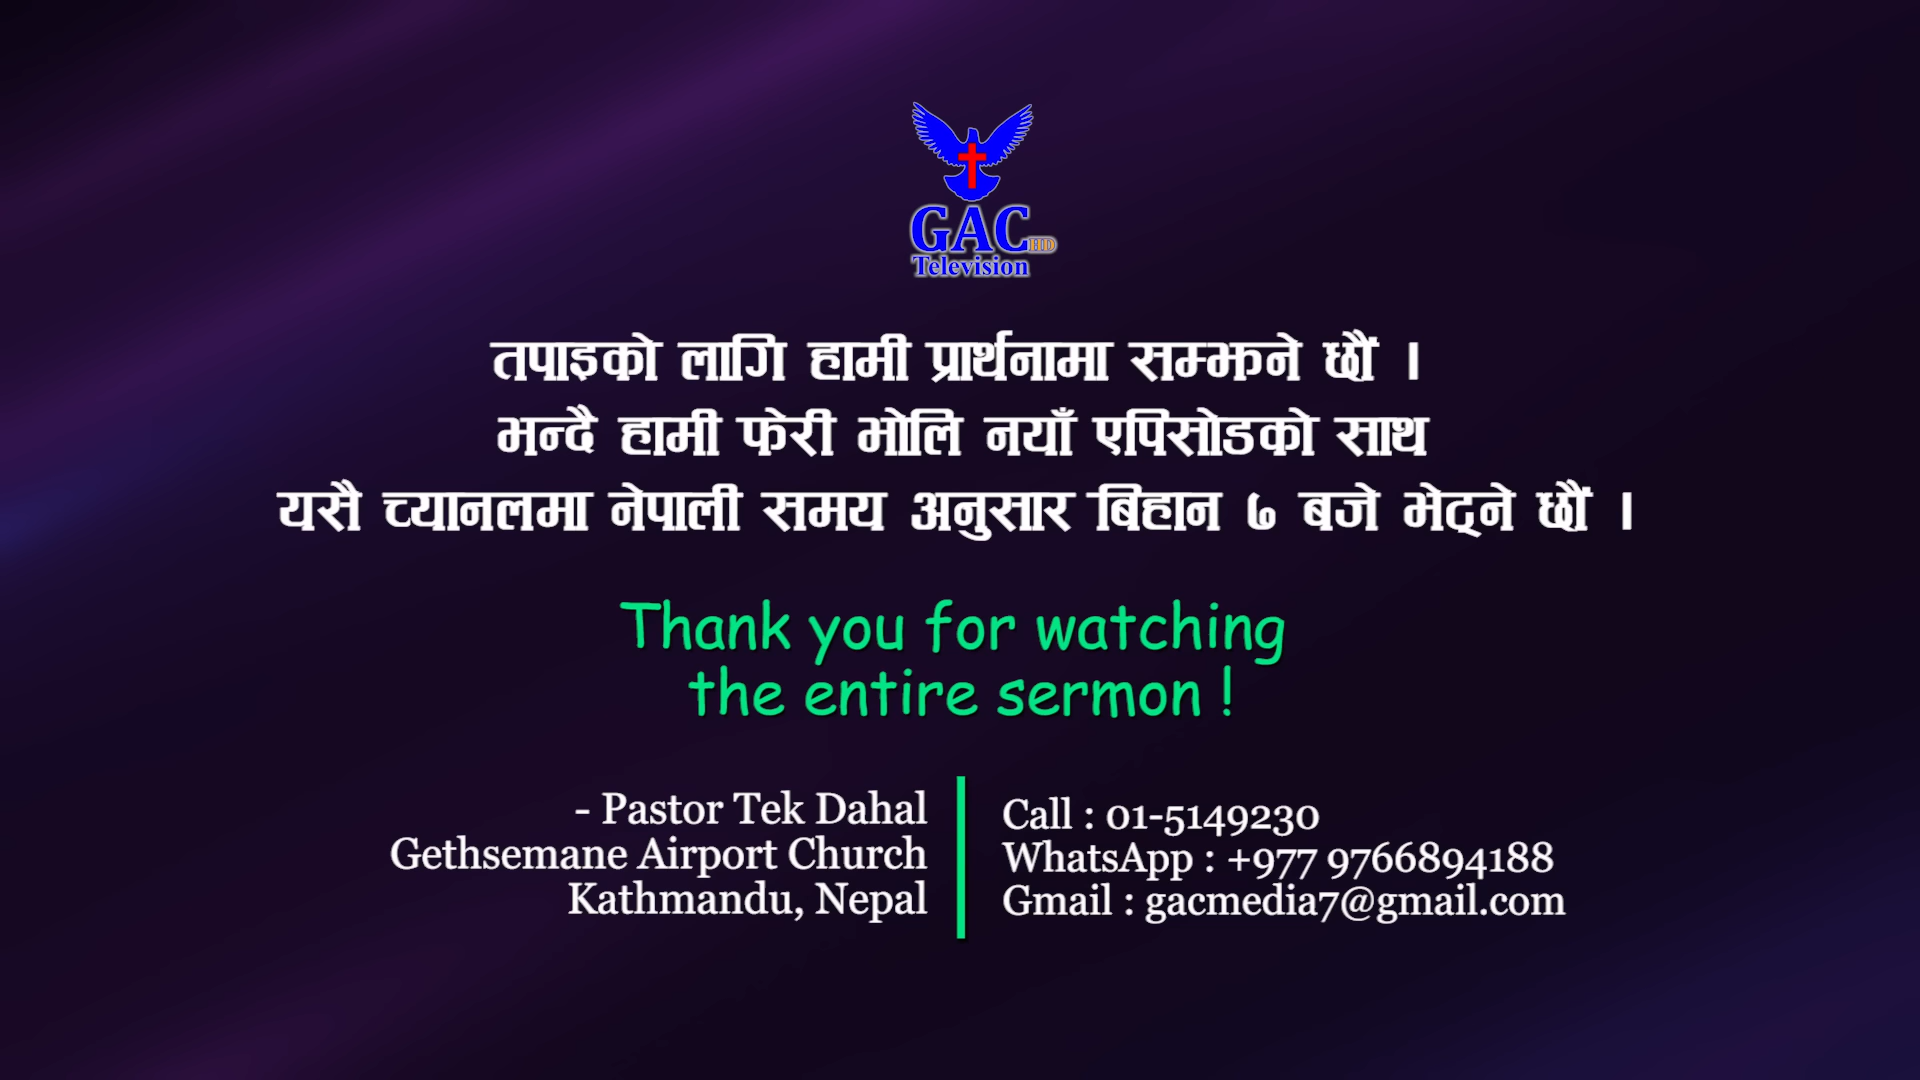 GAC HD
Television
तपाइको लागि हामी प्रार्थनामा सम्झने छौं ।
भन्दै हामी फेरी भोलि नयाँ एपिसोडको साथ
यसै च्यानलमा नेपाली समय अनुसार बिहान ७ बजे भेट्ने छौं ।
Thank you for watching
the entire sermon !
- Pastor Tek Dahal
Gethsemane Airport Church
Kathmandu, Nepal
Call : 01-5149230
WhatsApp : +977 9766894188
Gmail : gacmedia7@gmail.com